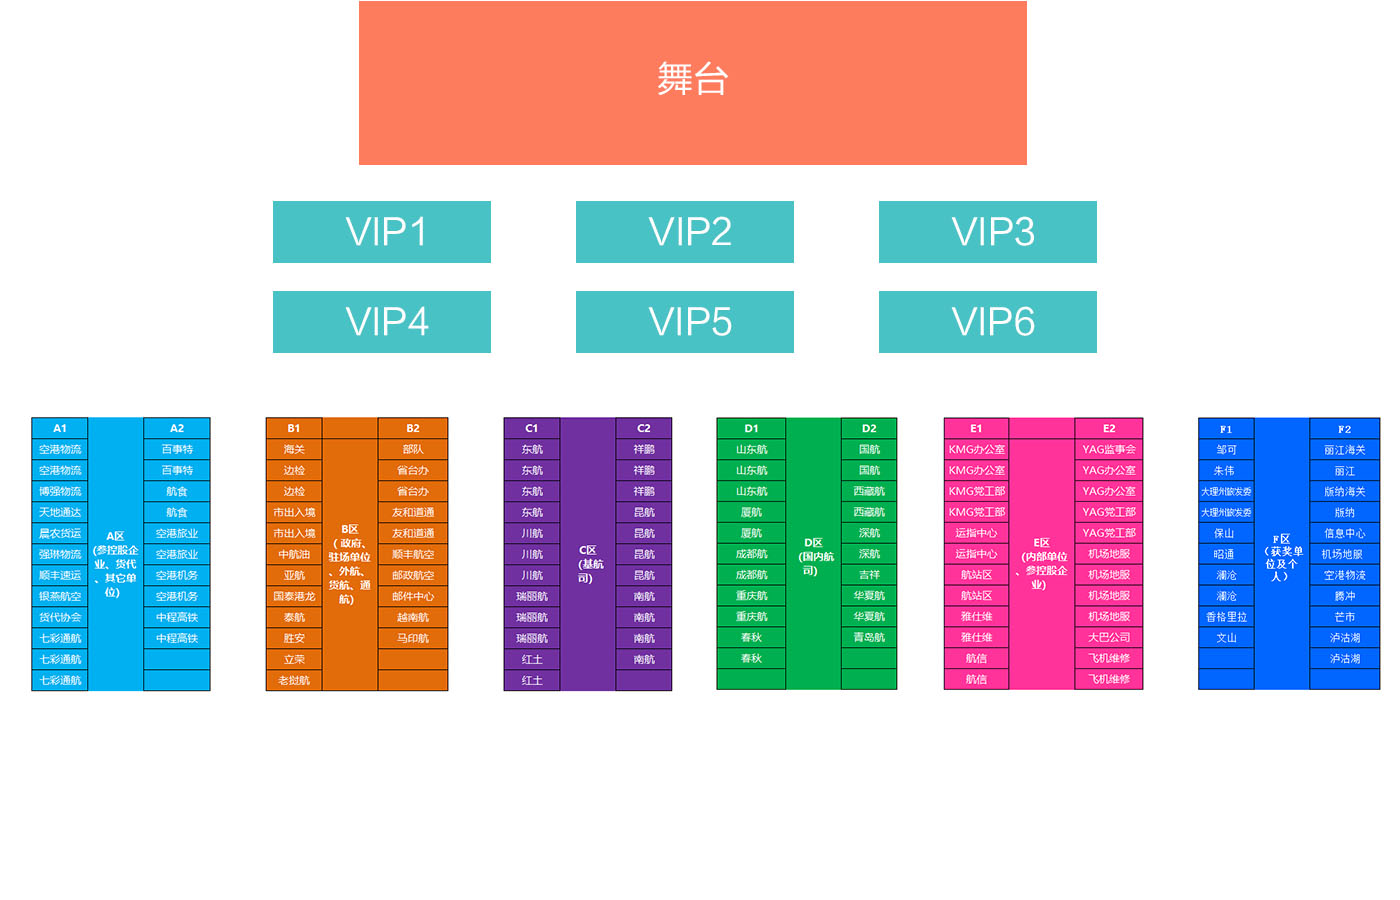 舞台
VIP1
VIP2
VIP3
VIP4
VIP5
VIP6
A1
A2
空港物流
百事特
空港物流
百事特
博强物流
航食
天地通达
航食
晨农货运
空港旅业
强琳物流
空港旅业
顺丰速运
空港机务
银燕航空
空港机务
货代协会
中程高铁
七彩通航
中程高铁
七彩通航
七彩通航
A区
(参控股企
业、货代
、其它单
位)
B1
B2
海关
部队
边检
省台办
边检
省台办
市出入境
友和道通
市出入境
友和道通
中航油
顺丰航空
亚航
邮政航空
国泰港龙
邮件中心
泰航
越南航
胜安
马印航
立荣
老挝航
B区
( 政府、
驻场单位
、外航、
货航、通
航)
C1
C2
东航
祥鹏
东航
祥鹏
东航
祥鹏
东航
昆航
川航
昆航
川航
昆航
川航
昆航
瑞丽航
南航
瑞丽航
南航
瑞丽航
南航
红土
南航
红土
C区
(基航
司)
D1
D2
山东航
国航
山东航
国航
山东航
西藏航
厦航
西藏航
厦航
深航
成都航
深航
成都航
吉祥
重庆航
华夏航
重庆航
华夏航
春秋
青岛航
春秋
D区
(国内航
司)
E1
E2
KMG办公室
YAG监事会
KMG办公室
YAG办公室
KMG党工部
YAG办公室
KMG党工部
YAG党工部
运指中心
YAG党工部
运指中心
机场地服
航站区
机场地服
航站区
机场地服
雅仕维
机场地服
雅仕维
大巴公司
航信
飞机维修
航信
飞机维修
E区
(内部单位
、参控股企
业)
F1
F2
邹可
丽江海关
朱伟
丽江
大理州旅发委
版纳海关
大理州旅发委
版纳
保山
信息中心
昭通
机场地服
澜沧
空港物流
澜沧
腾冲
香格里拉
芒市
文山
泸沽湖
泸沽湖
F区
（获奖单
位及个
人）